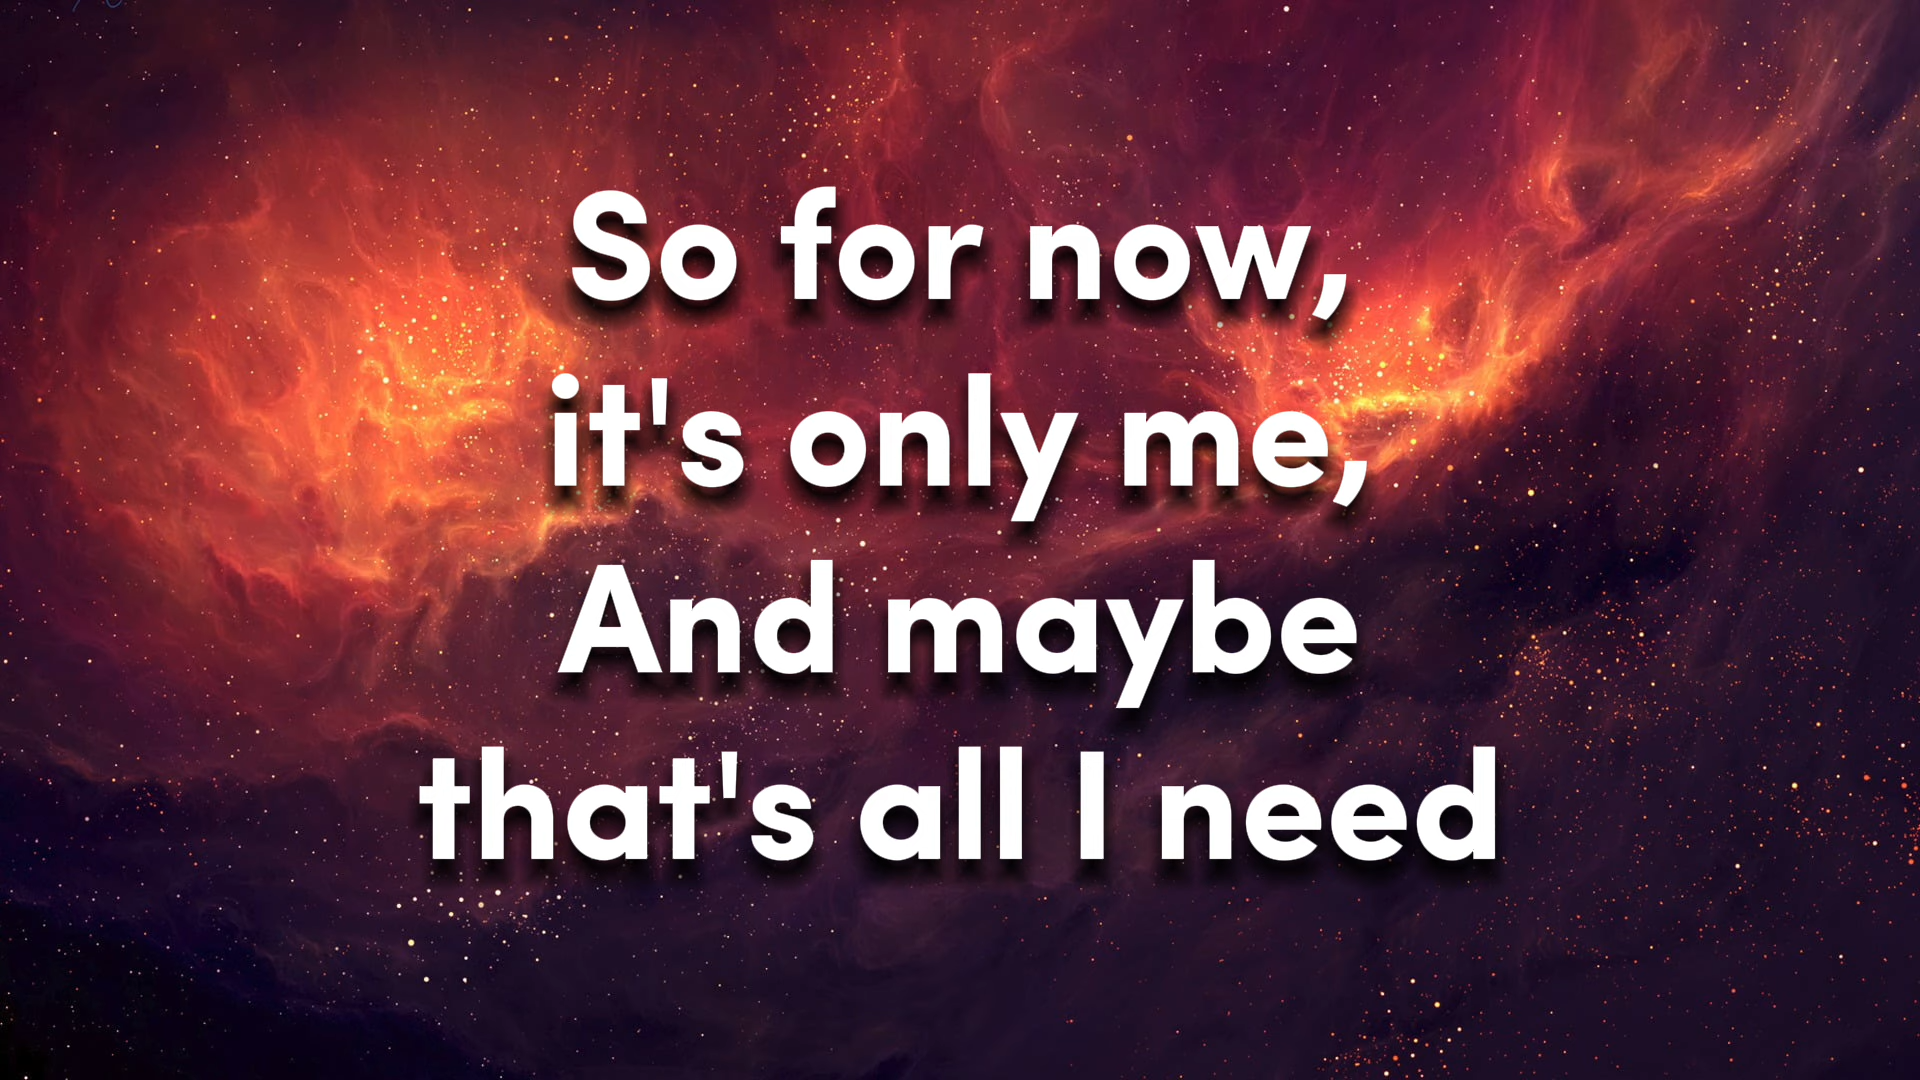 So for now,
it's only me,
And maybe
that's all I need